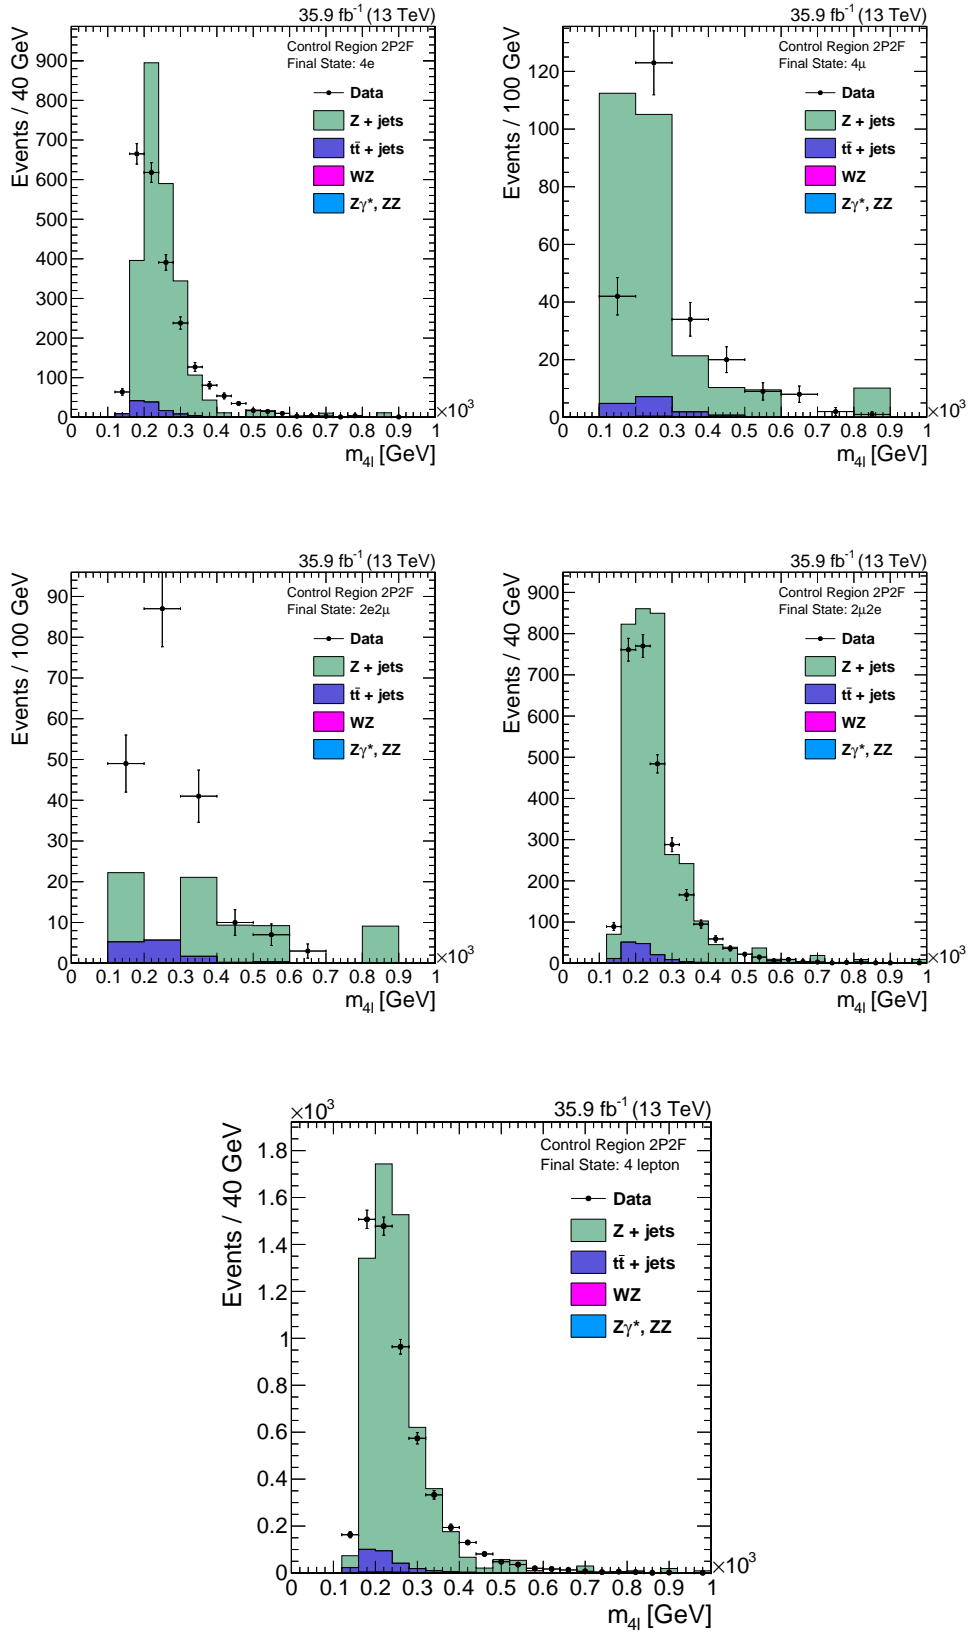 35.9 fb⁻¹ (13 TeV)
Control Region 2P2F
Final State: 4e
Data
Z + jets
tt̄ + jets
WZ
Zγ*, ZZ
Events / 40 GeV
900
800
700
600
500
400
300
200
100
0
0 0.1 0.2 0.3 0.4 0.5 0.6 0.7 0.8 0.9 1
×10³
m₄ₗ [GeV]
35.9 fb⁻¹ (13 TeV)
Control Region 2P2F
Final State: 4μ
Data
Z + jets
tt̄ + jets
WZ
Zγ*, ZZ
Events / 100 GeV
120
100
80
60
40
20
0
0 0.1 0.2 0.3 0.4 0.5 0.6 0.7 0.8 0.9 1
×10³
m₄ₗ [GeV]
35.9 fb⁻¹ (13 TeV)
Control Region 2P2F
Final State: 2e2μ
Data
Z + jets
tt̄ + jets
WZ
Zγ*, ZZ
Events / 100 GeV
90
80
70
60
50
40
30
20
10
0
0 0.1 0.2 0.3 0.4 0.5 0.6 0.7 0.8 0.9 1
×10³
m₄ₗ [GeV]
35.9 fb⁻¹ (13 TeV)
Control Region 2P2F
Final State: 2μ2e
Data
Z + jets
tt̄ + jets
WZ
Zγ*, ZZ
Events / 40 GeV
900
800
700
600
500
400
300
200
100
0
0 0.1 0.2 0.3 0.4 0.5 0.6 0.7 0.8 0.9 1
×10³
m₄ₗ [GeV]
×10³
35.9 fb⁻¹ (13 TeV)
Control Region 2P2F
Final State: 4 lepton
Data
Z + jets
tt̄ + jets
WZ
Zγ*, ZZ
Events / 40 GeV
1.8
1.6
1.4
1.2
1
0.8
0.6
0.4
0.2
0
0 0.1 0.2 0.3 0.4 0.5 0.6 0.7 0.8 0.9 1
×10³
m₄ₗ [GeV]